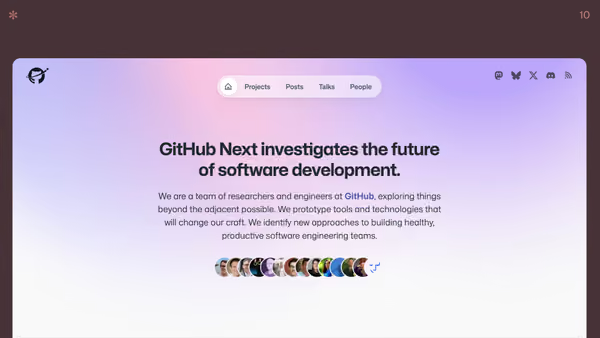 10
Projects Posts Talks People
GitHub Next investigates the future
of software development.
We are a team of researchers and engineers at GitHub, exploring things
beyond the adjacent possible. We prototype tools and technologies that
will change our craft. We identify new approaches to building healthy,
productive software engineering teams.